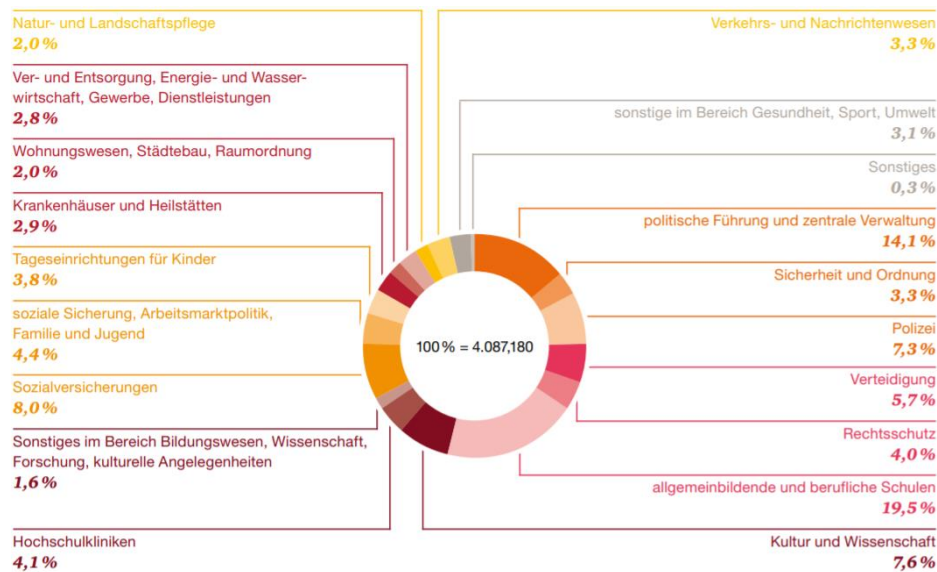 Natur- und Landschaftspflege
2,0 %
Ver- und Entsorgung, Energie- und Wasser-
wirtschaft, Gewerbe, Dienstleistungen
2,8 %
Wohnungswesen, Städtebau, Raumordnung
2,0 %
Krankenhäuser und Heilstätten
2,9 %
Tageseinrichtungen für Kinder
3,8 %
soziale Sicherung, Arbeitsmarktpolitik,
Familie und Jugend
4,4 %
Sozialversicherungen
8,0 %
Sonstiges im Bereich Bildungswesen, Wissenschaft,
Forschung, kulturelle Angelegenheiten
1,6 %
Hochschulkliniken
4,1 %
100 % = 4.087,180
Verkehrs- und Nachrichtenwesen
3,3 %
sonstige im Bereich Gesundheit, Sport, Umwelt
3,1 %
Sonstiges
0,3 %
politische Führung und zentrale Verwaltung
14,1 %
Sicherheit und Ordnung
3,3 %
Polizei
7,3 %
Verteidigung
5,7 %
Rechtsschutz
4,0 %
allgemeinbildende und berufliche Schulen
19,5 %
Kultur und Wissenschaft
7,6 %